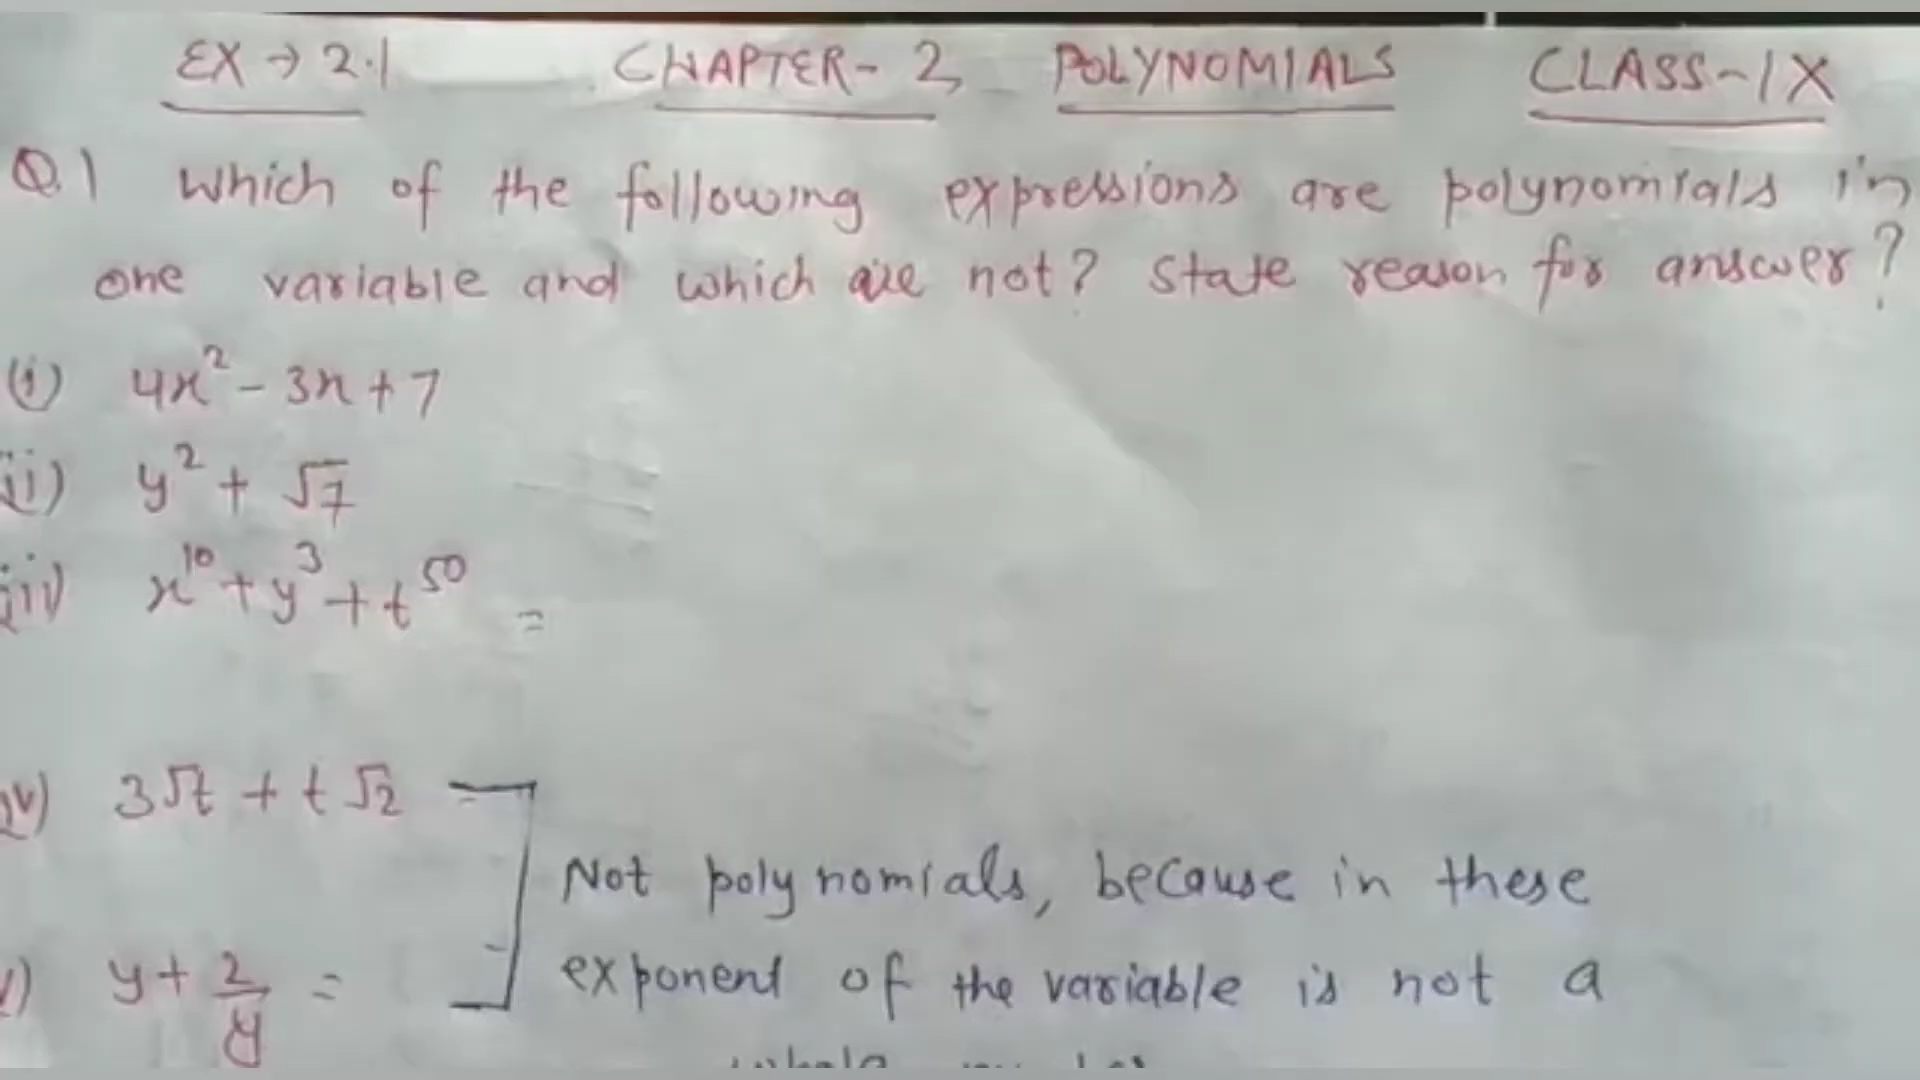 EX → 2.1 CHAPTER - 2 POLYNOMIALS CLASS - IX
Q.1 which of the following expressions are polynomials in
one variable and which are not? State reason for answer?
(i) 4x² - 3x + 7
ii) y² + √7
iii) x¹⁰ + y³ + t⁵⁰ =
iv) 3√t + t√2
Not polynomials, because in these
v) y + 2/y = exponent of the variable is not a
whole